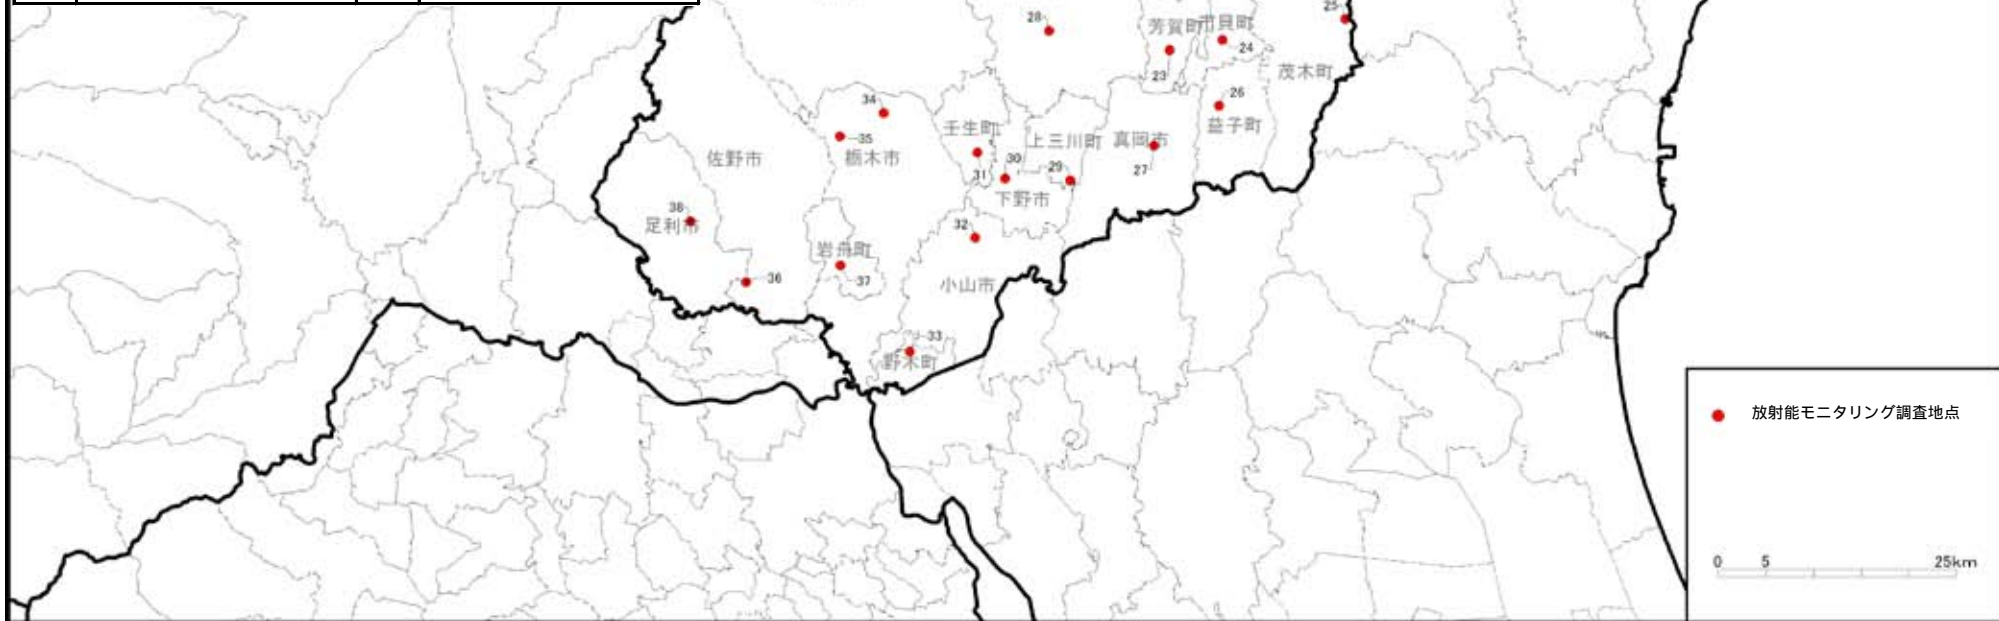 28
25
芳賀町
市貝町
24
23
茂木町
26
益子町
34
35
栃木市
佐野市
壬生町
31
30
上三川町
29
真岡市
27
下野市
38
足利市
32
岩舟町
37
36
小山市
33
野木町
放射能モニタリング調査地点
0 5 25km